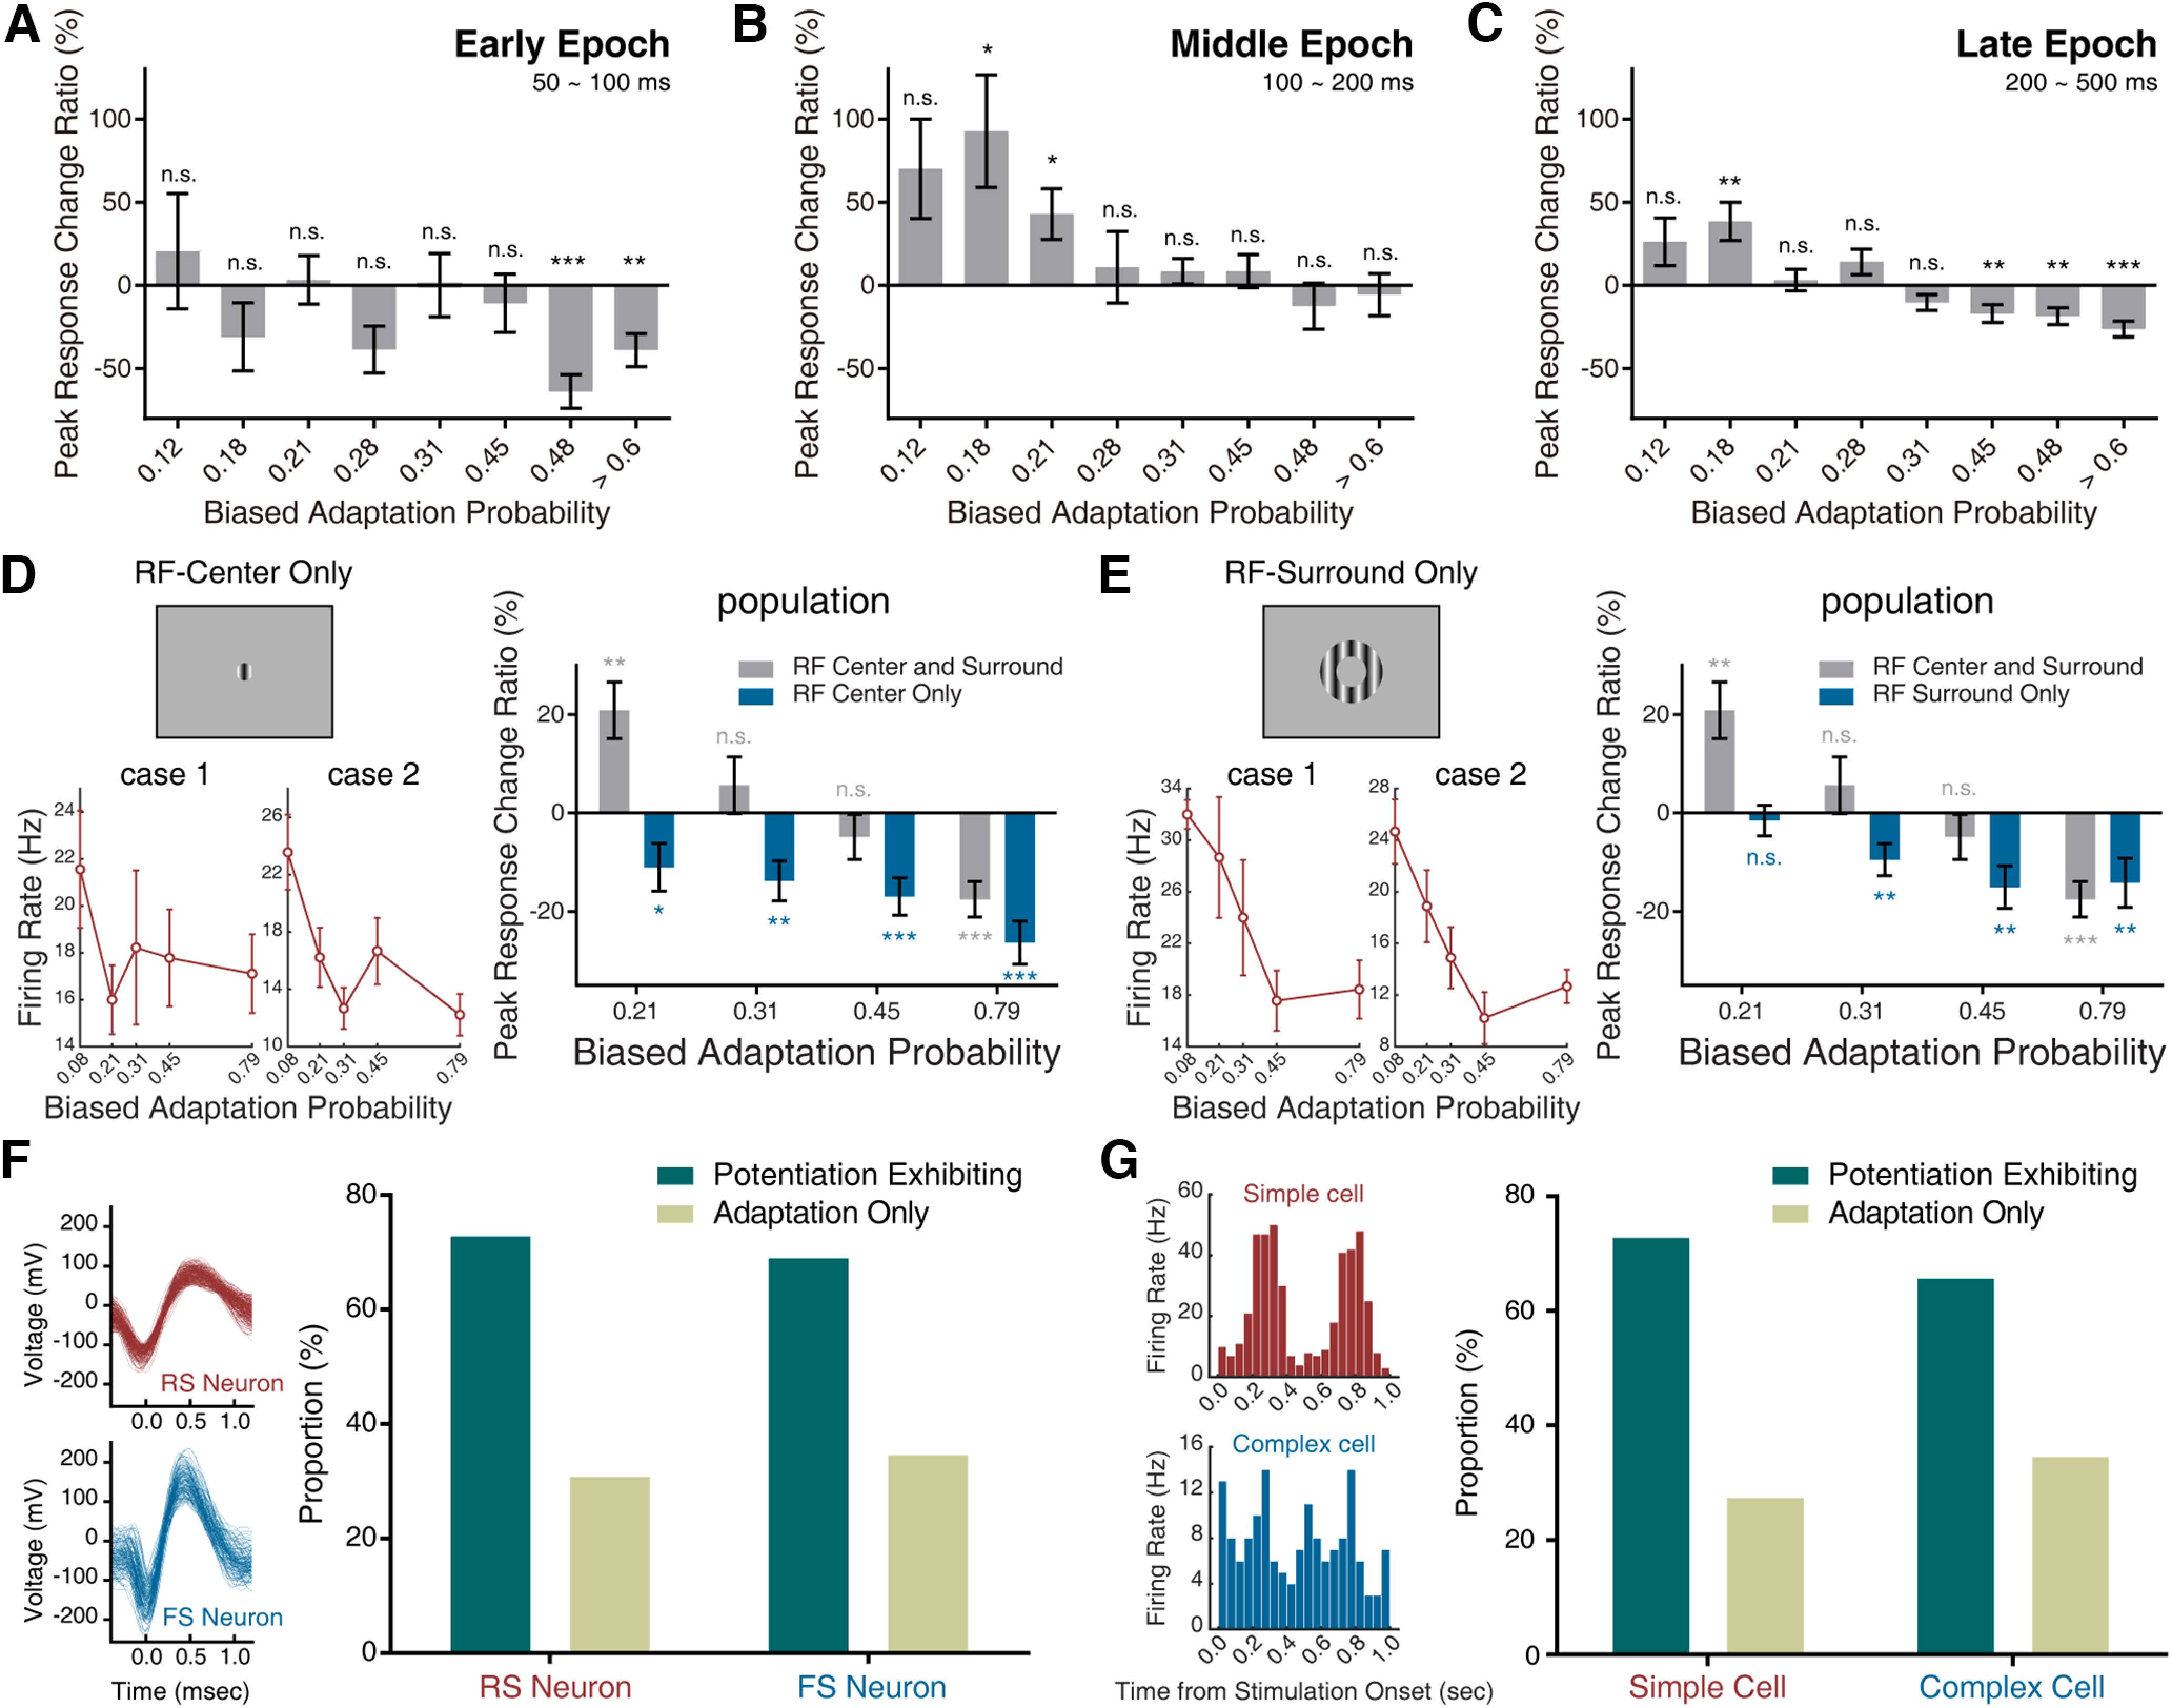 A
Early Epoch
50 ~ 100 ms
Peak Response Change Ratio (%)
100
50
0
-50
n.s.
n.s.
n.s.
n.s.
n.s.
n.s.
***
**
0.12
0.18
0.21
0.28
0.31
0.45
0.48
> 0.6
Biased Adaptation Probability
B
Middle Epoch
100 ~ 200 ms
Peak Response Change Ratio (%)
100
50
0
-50
n.s.
*
*
n.s.
n.s.
n.s.
n.s.
n.s.
0.12
0.18
0.21
0.28
0.31
0.45
0.48
> 0.6
Biased Adaptation Probability
C
Late Epoch
200 ~ 500 ms
Peak Response Change Ratio (%)
100
50
0
-50
n.s.
**
n.s.
n.s.
n.s.
**
**
***
0.12
0.18
0.21
0.28
0.31
0.45
0.48
> 0.6
Biased Adaptation Probability
D
RF-Center Only
case 1
case 2
Firing Rate (Hz)
24
22
20
18
16
14
0.08
0.21
0.31
0.45
0.79
26
22
18
14
10
0.08
0.21
0.31
0.45
0.79
Biased Adaptation Probability
population
RF Center and Surround
RF Center Only
Peak Response Change Ratio (%)
20
0
-20
**
n.s.
n.s.
***
*
**
***
***
0.21
0.31
0.45
0.79
Biased Adaptation Probability
E
RF-Surround Only
case 1
case 2
Firing Rate (Hz)
34
30
26
22
18
14
0.08
0.21
0.31
0.45
0.79
28
24
20
16
12
8
0.08
0.21
0.31
0.45
0.79
Biased Adaptation Probability
population
RF Center and Surround
RF Surround Only
Peak Response Change Ratio (%)
20
0
-20
**
n.s.
n.s.
***
n.s.
**
**
**
0.21
0.31
0.45
0.79
Biased Adaptation Probability
F
Voltage (mV)
200
100
0
-100
-200
RS Neuron
0.0
0.5
1.0
Voltage (mV)
200
100
0
-100
-200
FS Neuron
0.0
0.5
1.0
Time (msec)
Potentiation Exhibiting
Adaptation Only
Proportion (%)
80
60
40
20
0
RS Neuron
FS Neuron
G
Simple cell
Firing Rate (Hz)
60
40
20
0
0.0
0.2
0.4
0.6
0.8
1.0
Complex cell
Firing Rate (Hz)
16
12
8
4
0
0.0
0.2
0.4
0.6
0.8
1.0
Time from Stimulation Onset (sec)
Potentiation Exhibiting
Adaptation Only
Proportion (%)
80
60
40
20
0
Simple Cell
Complex Cell